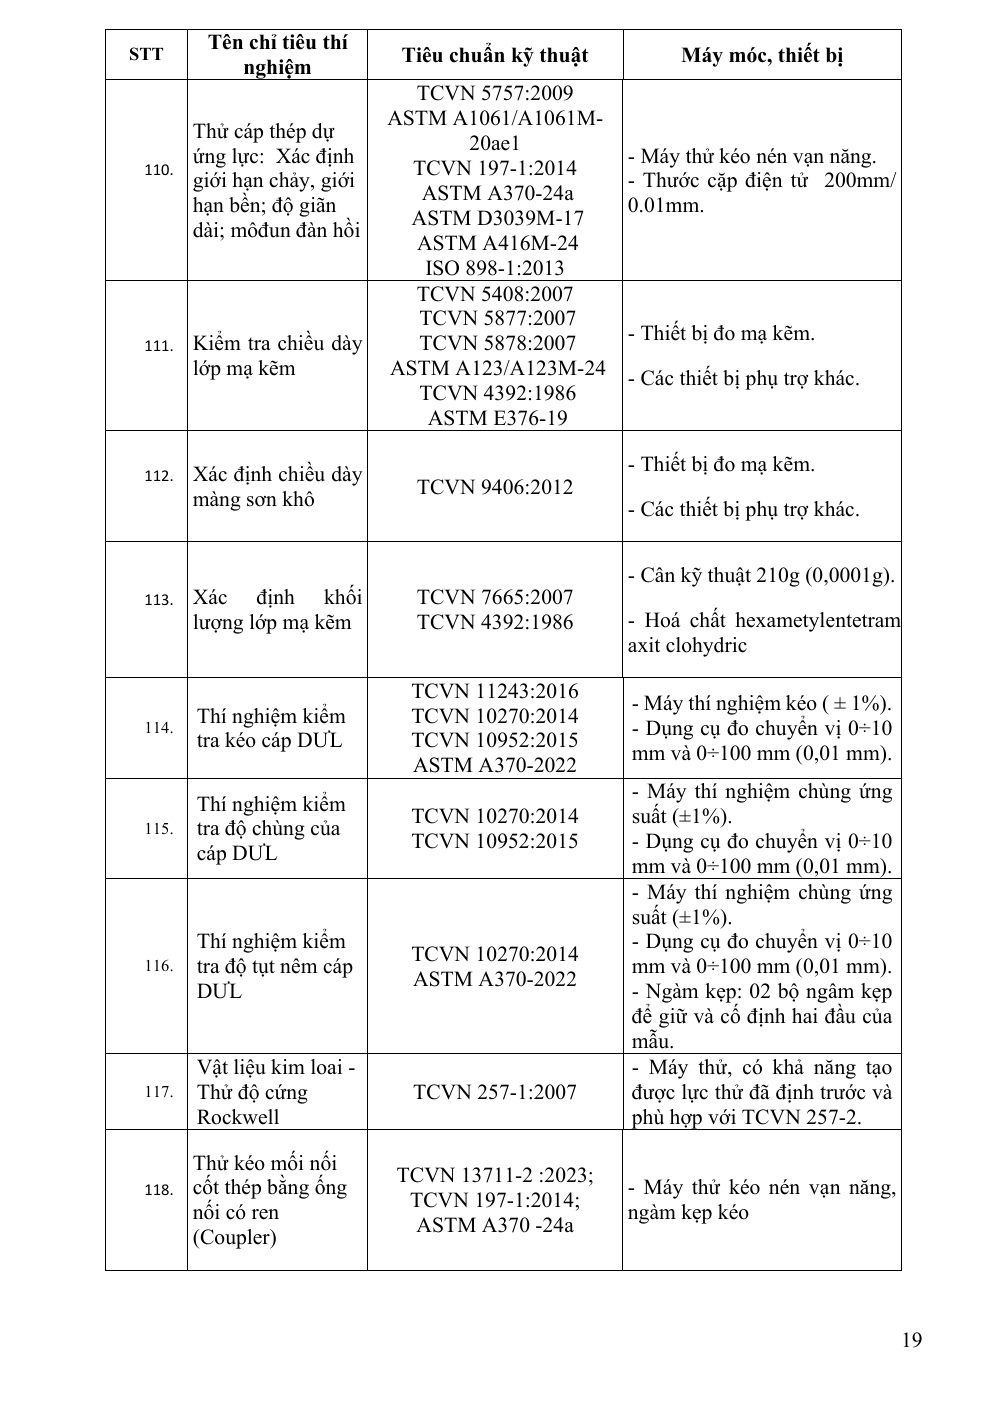 STT
Tên chỉ tiêu thí
nghiệm
Tiêu chuẩn kỹ thuật
Máy móc, thiết bị
110.
Thử cáp thép dự
ứng lực: Xác định
giới hạn chảy, giới
hạn bền; độ giãn
dài; môđun đàn hồi
TCVN 5757:2009
ASTM A1061/A1061M-
20ae1
TCVN 197-1:2014
ASTM A370-24a
ASTM D3039M-17
ASTM A416M-24
ISO 898-1:2013
- Máy thử kéo nén vạn năng.
- Thước cặp điện tử 200mm/
0.01mm.
111.
Kiểm tra chiều dày
lớp mạ kẽm
TCVN 5408:2007
TCVN 5877:2007
TCVN 5878:2007
ASTM A123/A123M-24
TCVN 4392:1986
ASTM E376-19
- Thiết bị đo mạ kẽm.
- Các thiết bị phụ trợ khác.
112.
Xác định chiều dày
màng sơn khô
TCVN 9406:2012
- Thiết bị đo mạ kẽm.
- Các thiết bị phụ trợ khác.
113.
Xác định khối
lượng lớp mạ kẽm
TCVN 7665:2007
TCVN 4392:1986
- Cân kỹ thuật 210g (0,0001g).
- Hoá chất hexametylentetram
axit clohydric
114.
Thí nghiệm kiểm
tra kéo cáp DƯL
TCVN 11243:2016
TCVN 10270:2014
TCVN 10952:2015
ASTM A370-2022
- Máy thí nghiệm kéo ( ± 1%).
- Dụng cụ đo chuyển vị 0÷10
mm và 0÷100 mm (0,01 mm).
115.
Thí nghiệm kiểm
tra độ chùng của
cáp DƯL
TCVN 10270:2014
TCVN 10952:2015
- Máy thí nghiệm chùng ứng
suất (±1%).
- Dụng cụ đo chuyển vị 0÷10
mm và 0÷100 mm (0,01 mm).
116.
Thí nghiệm kiểm
tra độ tụt nêm cáp
DƯL
TCVN 10270:2014
ASTM A370-2022
- Máy thí nghiệm chùng ứng
suất (±1%).
- Dụng cụ đo chuyển vị 0÷10
mm và 0÷100 mm (0,01 mm).
- Ngàm kẹp: 02 bộ ngâm kẹp
để giữ và cố định hai đầu của
mẫu.
117.
Vật liệu kim loai -
Thử độ cứng
Rockwell
TCVN 257-1:2007
- Máy thử, có khả năng tạo
được lực thử đã định trước và
phù hợp với TCVN 257-2.
118.
Thử kéo mối nối
cốt thép bằng ống
nối có ren
(Coupler)
TCVN 13711-2 :2023;
TCVN 197-1:2014;
ASTM A370 -24a
- Máy thử kéo nén vạn năng,
ngàm kẹp kéo
19